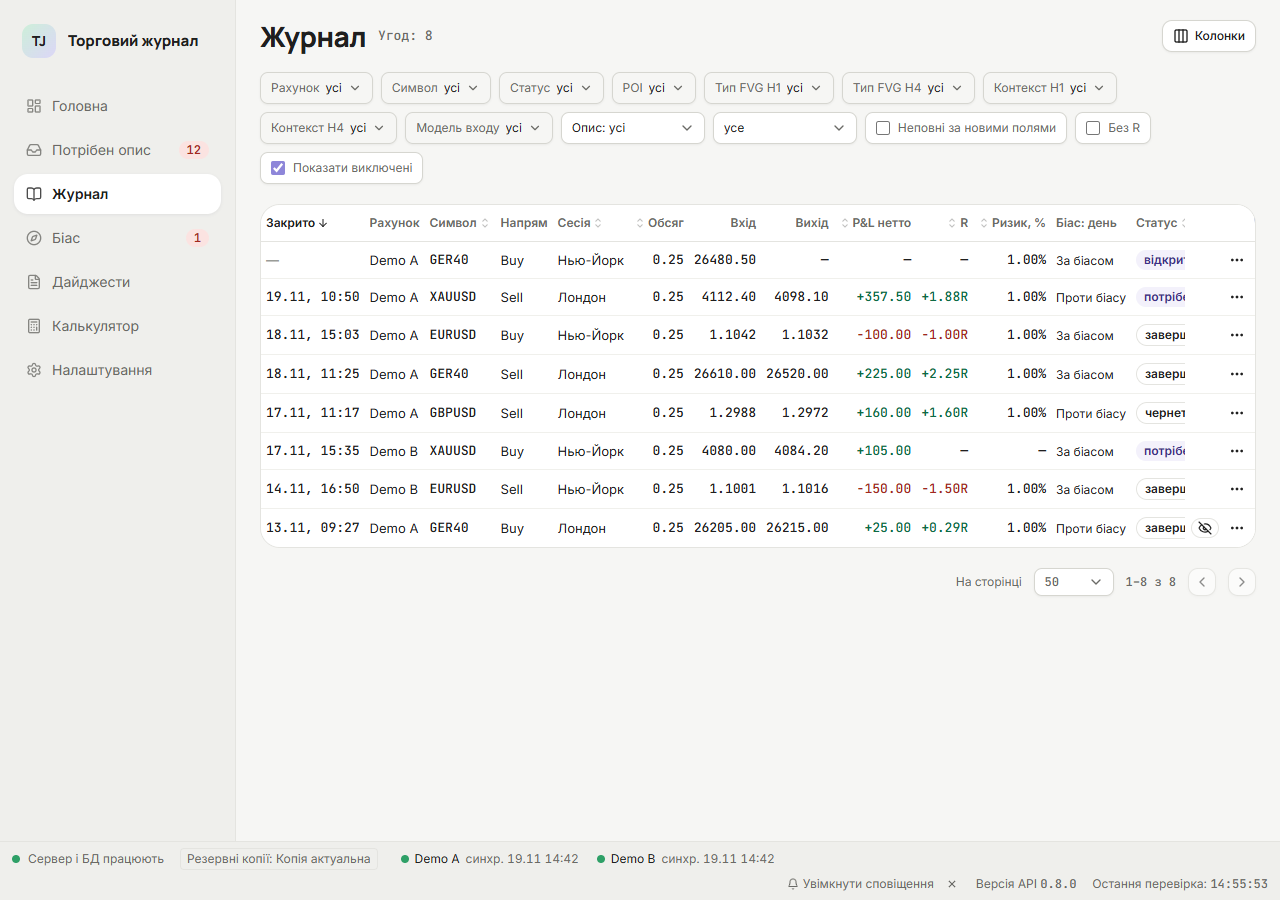 TJ Торговий журнал
Головна
Потрібен опис 12
Журнал
Біас 1
Дайджести
Калькулятор
Налаштування
Журнал Угод: 8
Колонки
Рахунок усі Символ усі Статус усі POI усі Тип FVG H1 усі Тип FVG H4 усі Контекст H1 усі
Контекст H4 усі Модель входу усі Опис: усі усе Неповні за новими полями Без R
Показати виключені
Закрито Рахунок Символ Напрям Сесія Обсяг Вхід Вихід P&L нетто R Ризик, % Біас: день Статус
— Demo A GER40 Buy Нью-Йорк 0.25 26480.50 — — — 1.00% За біасом відкри
19.11, 10:50 Demo A XAUUSD Sell Лондон 0.25 4112.40 4098.10 +357.50 +1.88R 1.00% Проти біасу потріб
18.11, 15:03 Demo A EURUSD Buy Нью-Йорк 0.25 1.1042 1.1032 -100.00 -1.00R 1.00% За біасом заверш
18.11, 11:25 Demo A GER40 Sell Лондон 0.25 26610.00 26520.00 +225.00 +2.25R 1.00% За біасом заверш
17.11, 11:17 Demo A GBPUSD Sell Лондон 0.25 1.2988 1.2972 +160.00 +1.60R 1.00% Проти біасу чернет
17.11, 15:35 Demo B XAUUSD Buy Нью-Йорк 0.25 4080.00 4084.20 +105.00 — — За біасом потріб
14.11, 16:50 Demo B EURUSD Sell Нью-Йорк 0.25 1.1001 1.1016 -150.00 -1.50R 1.00% За біасом заверш
13.11, 09:27 Demo A GER40 Buy Лондон 0.25 26205.00 26215.00 +25.00 +0.29R 1.00% Проти біасу заверш
На сторінці 50 1–8 з 8
Сервер і БД працюють Резервні копії: Копія актуальна Demo A синхр. 19.11 14:42 Demo B синхр. 19.11 14:42
Увімкнути сповіщення × Версія API 0.8.0 Остання перевірка: 14:55:53